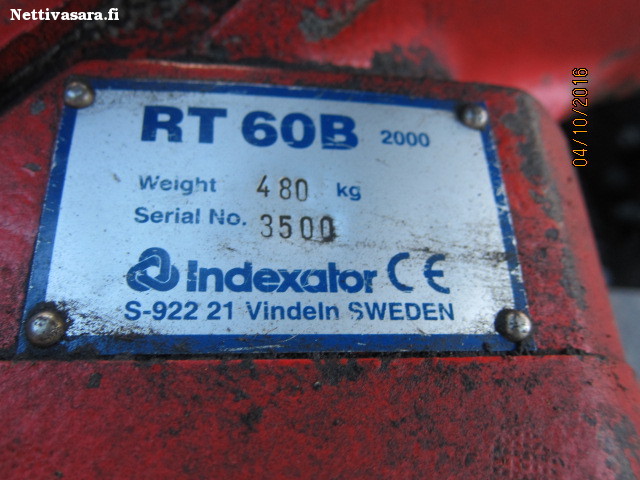 Nettivasara.fi
RT 60B 2000
Weight 480 kg
Serial No. 3500
Indexator CE
S-922 21 Vindeln SWEDEN
04/10/2016